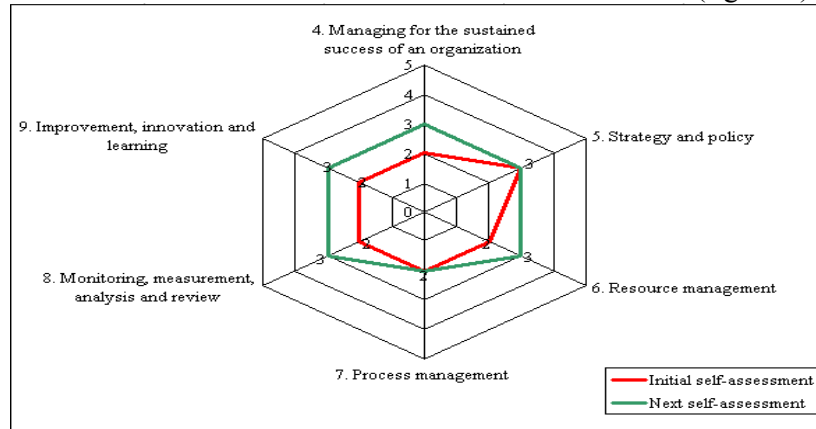 4. Managing for the sustained
success of an organization
5
4
9. Improvement, innovation and
learning
5. Strategy and policy
3
3
3
2
2
1
0
2
2
3
3
2
8. Monitoring, measurement,
analysis and review
6. Resource management
7. Process management
Initial self-assessment
Next self-assessment